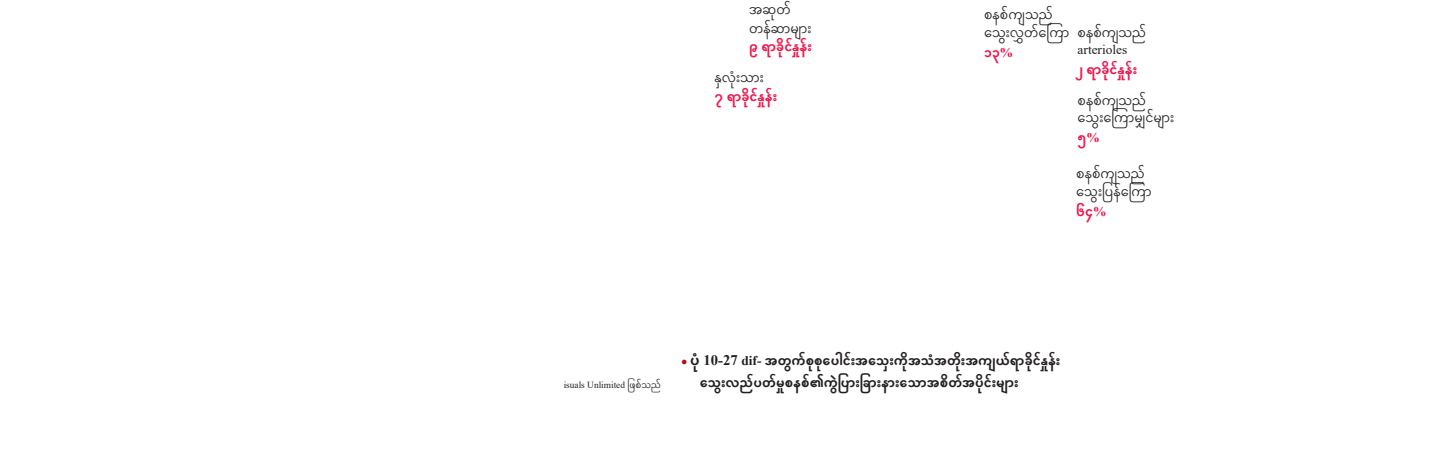 အဆုတ်
တန်ဆာများ
၉ ရာခိုင်နှုန်း
နှလုံးသား
၇ ရာခိုင်နှုန်း
စနစ်ကျသည်
သွေးလွှတ်ကြော
၁၃%
စနစ်ကျသည်
arterioles
၂ ရာခိုင်နှုန်း
စနစ်ကျသည်
သွေးကြောမျှင်များ
၅%
စနစ်ကျသည်
သွေးပြန်ကြော
၆၄%
• ပုံ 10-27 dif- အတွက်စုစုပေါင်းအသှေးကိုအသံအတိုးအကျယ်ရာခိုင်နှုန်း
သွေးလည်ပတ်မှုစနစ်၏ကွဲပြားခြားနားသောအစိတ်အပိုင်းများ
isuals Unlimited ဖြစ်သည်